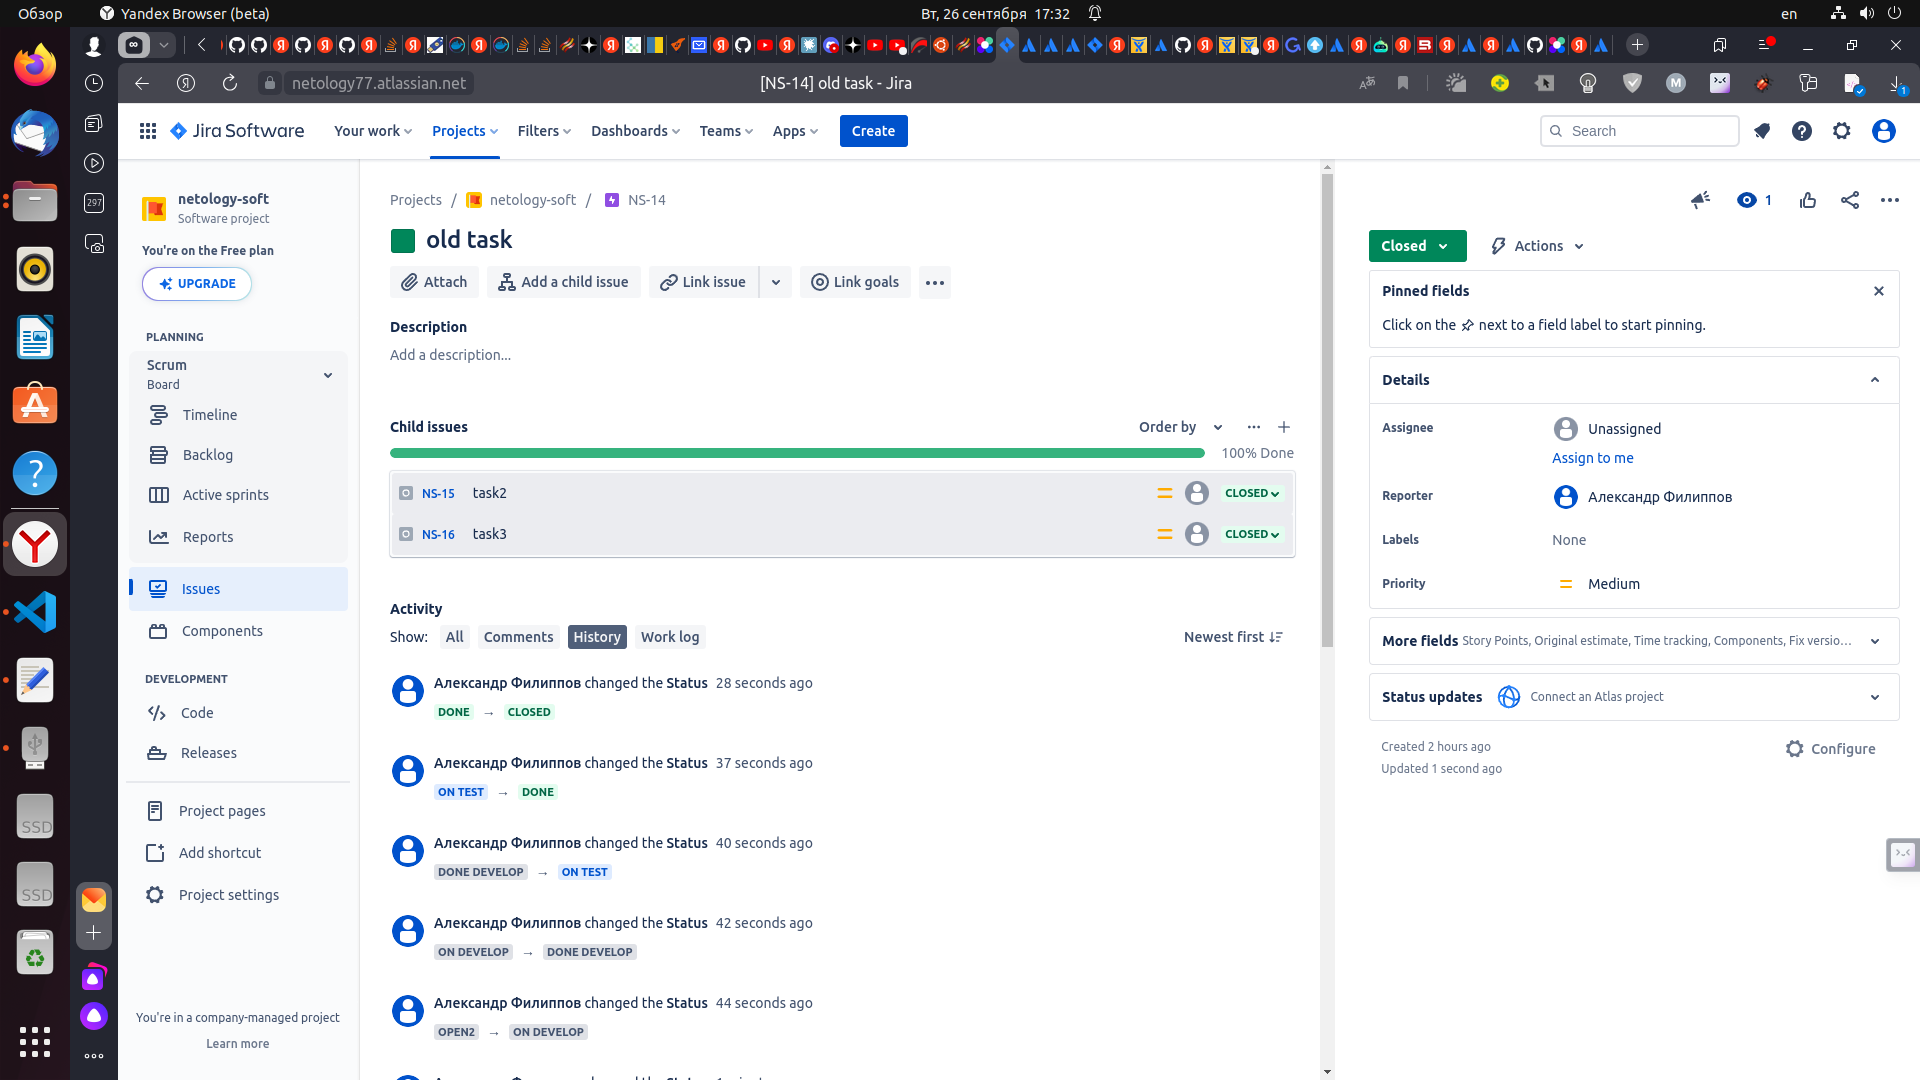 Обзор
Yandex Browser (beta)
Вт, 26 сентября 17:32
en
netology77.atlassian.net
[NS-14] old task - Jira
Jira Software
Your work
Projects
Filters
Dashboards
Teams
Apps
Create
Search
297
netology-soft
Software project
You're on the Free plan
UPGRADE
PLANNING
Scrum
Board
Timeline
Backlog
Active sprints
Reports
Issues
Components
DEVELOPMENT
Code
Releases
Project pages
Add shortcut
Project settings
You're in a company-managed project
Learn more
SSD
SSD
Projects / netology-soft / NS-14
old task
Attach
Add a child issue
Link issue
Link goals
Description
Add a description...
Child issues
Order by
100% Done
NS-15 task2 CLOSED
NS-16 task3 CLOSED
Activity
Show:
All
Comments
History
Work log
Newest first
Александр Филиппов changed the Status 28 seconds ago
DONE → CLOSED
Александр Филиппов changed the Status 37 seconds ago
ON TEST → DONE
Александр Филиппов changed the Status 40 seconds ago
DONE DEVELOP → ON TEST
Александр Филиппов changed the Status 42 seconds ago
ON DEVELOP → DONE DEVELOP
Александр Филиппов changed the Status 44 seconds ago
OPEN2 → ON DEVELOP
1
Closed
Actions
Pinned fields
Click on the next to a field label to start pinning.
Details
Assignee
Unassigned
Assign to me
Reporter
Александр Филиппов
Labels
None
Priority
Medium
More fields Story Points, Original estimate, Time tracking, Components, Fix versio...
Status updates
Connect an Atlas project
Created 2 hours ago
Updated 1 second ago
Configure